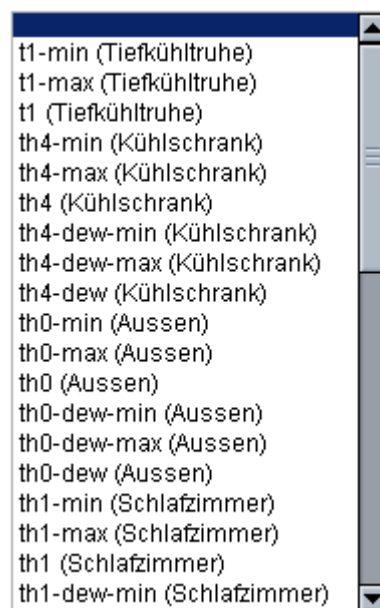 t1-min (Tiefkühltruhe)
t1-max (Tiefkühltruhe)
t1 (Tiefkühltruhe)
th4-min (Kühlschrank)
th4-max (Kühlschrank)
th4 (Kühlschrank)
th4-dew-min (Kühlschrank)
th4-dew-max (Kühlschrank)
th4-dew (Kühlschrank)
th0-min (Aussen)
th0-max (Aussen)
th0 (Aussen)
th0-dew-min (Aussen)
th0-dew-max (Aussen)
th0-dew (Aussen)
th1-min (Schlafzimmer)
th1-max (Schlafzimmer)
th1 (Schlafzimmer)
th1-dew-min (Schlafzimmer)